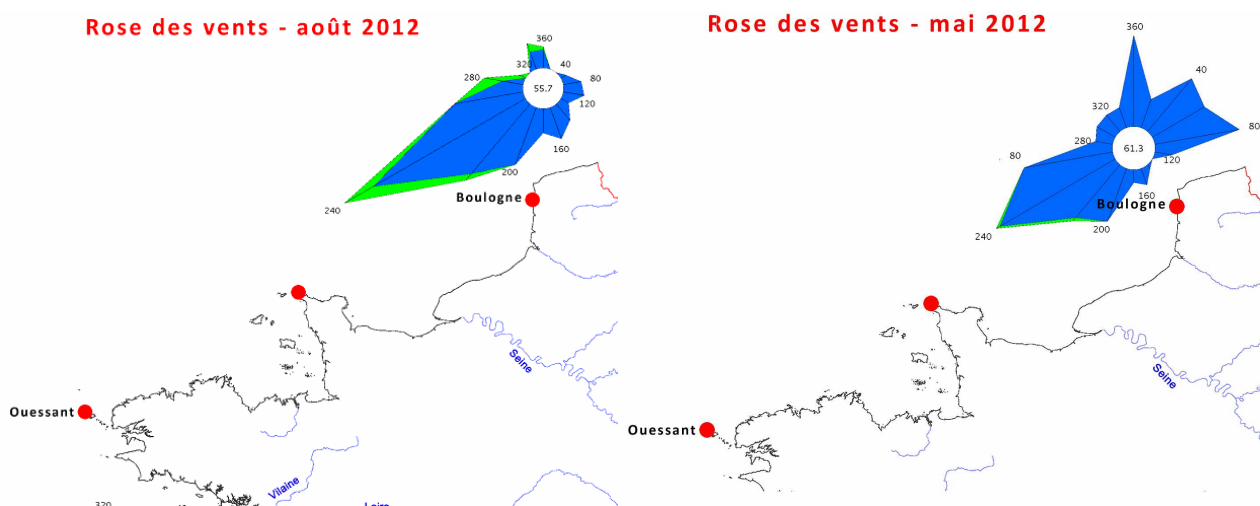 Rose des vents - août 2012
360
320
40
280
80
55.7
120
160
200
240
Boulogne
Seine
Ouessant
Vilaine
Loire
320
Rose des vents - mai 2012
360
40
320
80
280
61.3
80
120
160
200
240
Boulogne
Seine
Ouessant